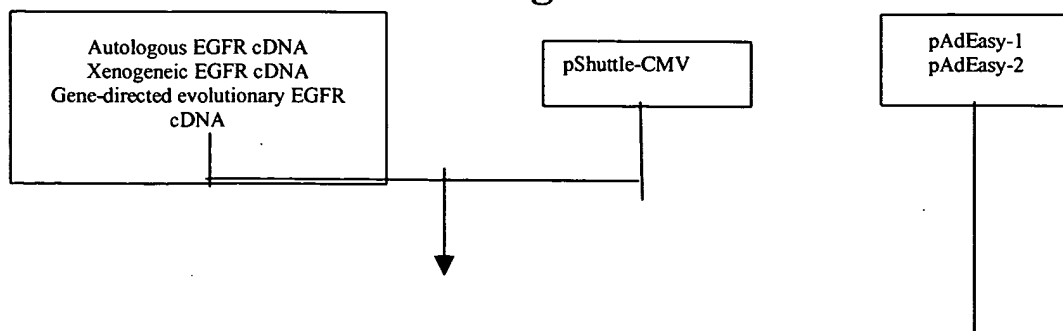 Autologous EGFR cDNA
Xenogeneic EGFR cDNA
Gene-directed evolutionary EGFR
cDNA
pShuttle-CMV
pAdEasy-1
pAdEasy-2